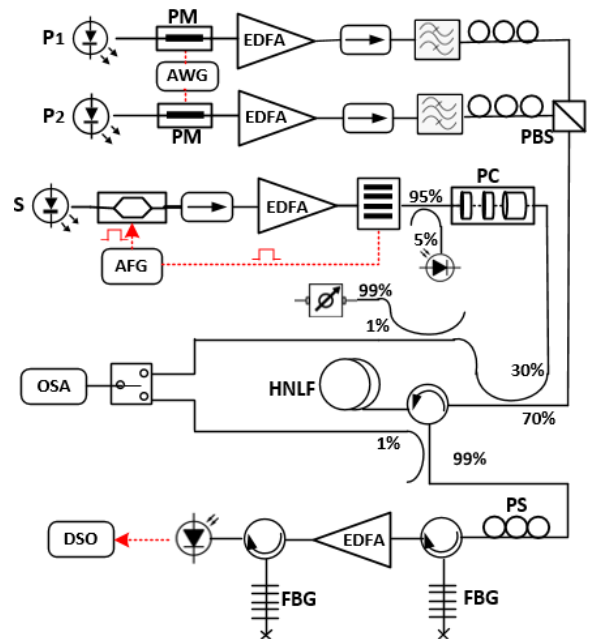 P1
PM
EDFA
AWG
P2
PM
EDFA
PBS
S
EDFA
95%
PC
5%
AFG
99%
1%
30%
OSA
HNLF
70%
1%
99%
PS
DSO
EDFA
FBG
FBG